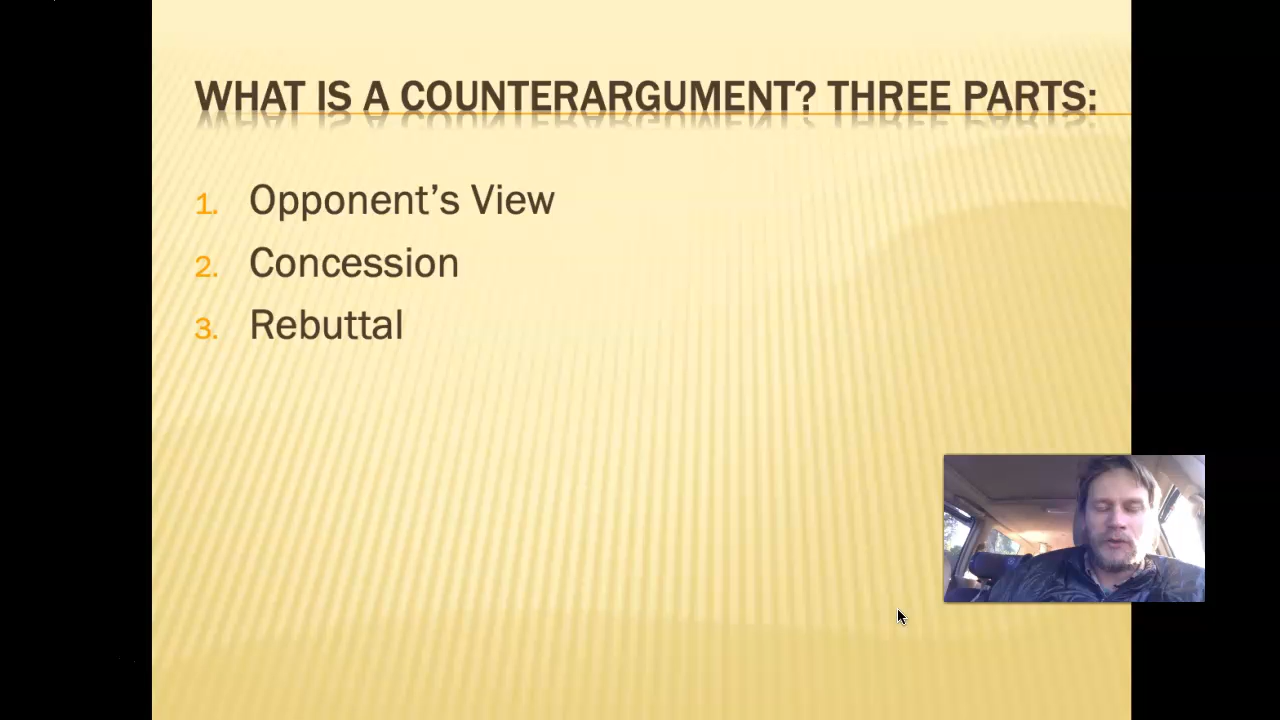 WHAT IS A COUNTERARGUMENT? THREE PARTS:
1. Opponent’s View
2. Concession
3. Rebuttal